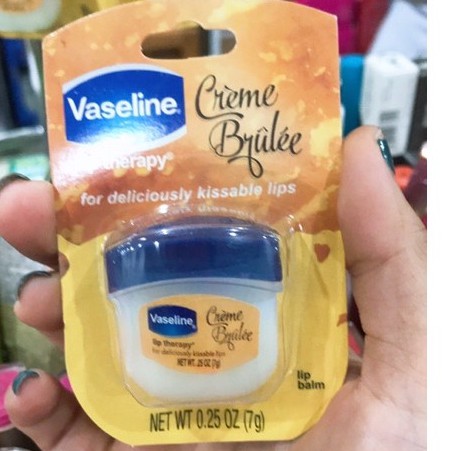 Vaseline
Crème
Brûlée
therapy®
for deliciously kissable lips
Vaseline
Crème
Brûlée
lip therapy®
for deliciously kissable lips
NET WT .25 OZ (7g)
lip
balm
NET WT 0.25 OZ (7g)